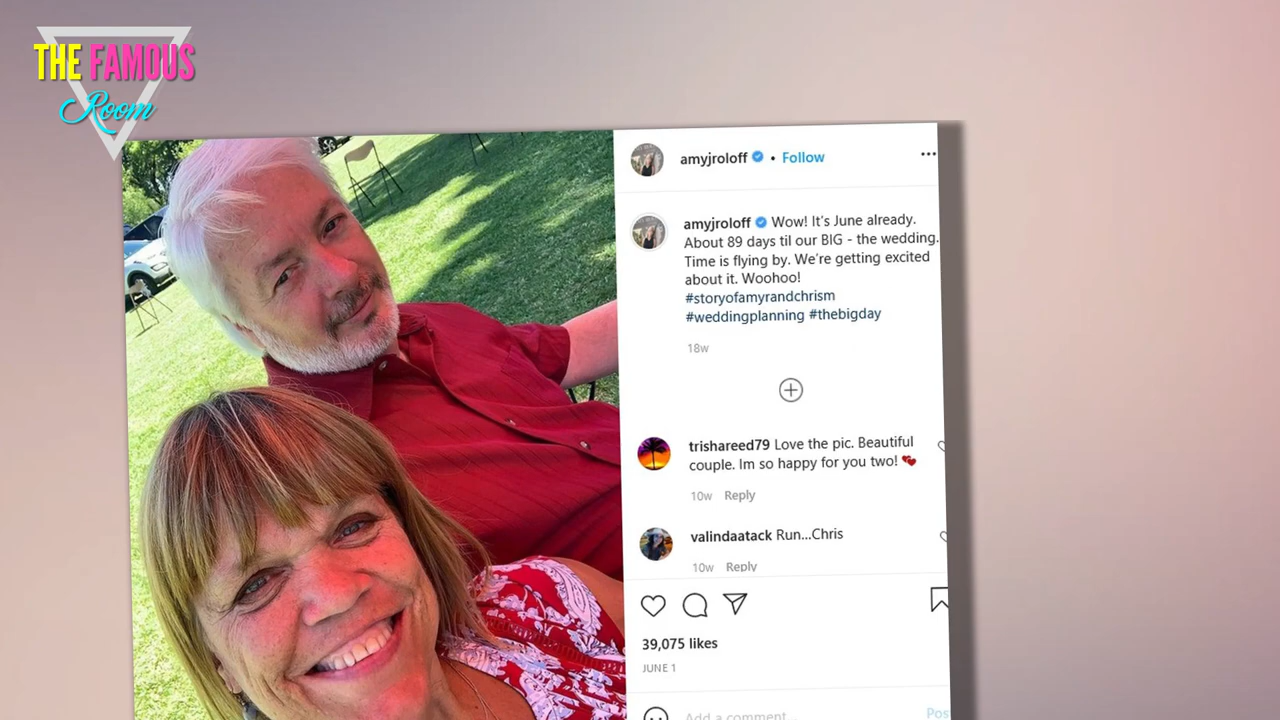 THE FAMOUS
Room
amyjroloff • Follow
amyjroloff Wow! It's June already.
About 89 days til our BIG - the wedding.
Time is flying by. We're getting excited
about it. Woohoo!
#storyofamyrandchrism
#weddingplanning #thebigday
18w
trishareed79 Love the pic. Beautiful
couple. Im so happy for you two!
10w Reply
valindaatack Run...Chris
10w Reply
39,075 likes
JUNE 1
Add a comment...
Pos